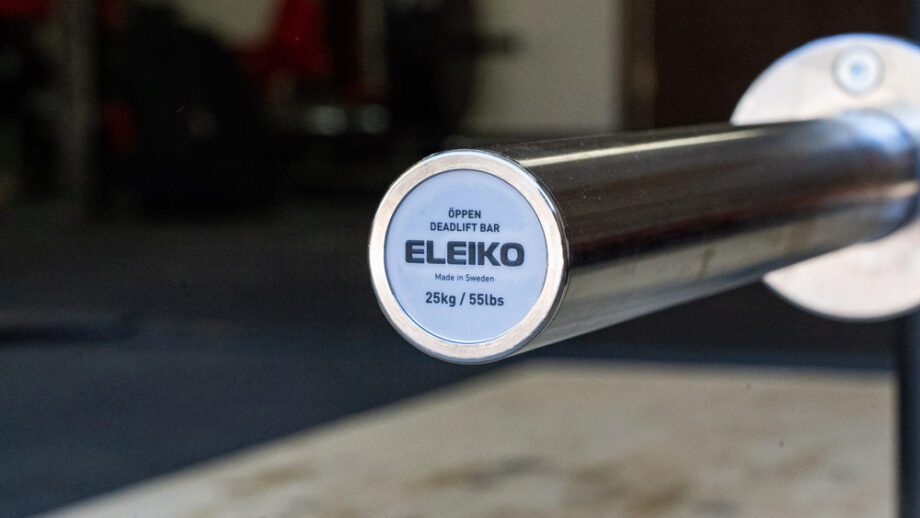 ÖPPEN
DEADLIFT BAR
ELEIKO
Made in Sweden
25kg / 55lbs